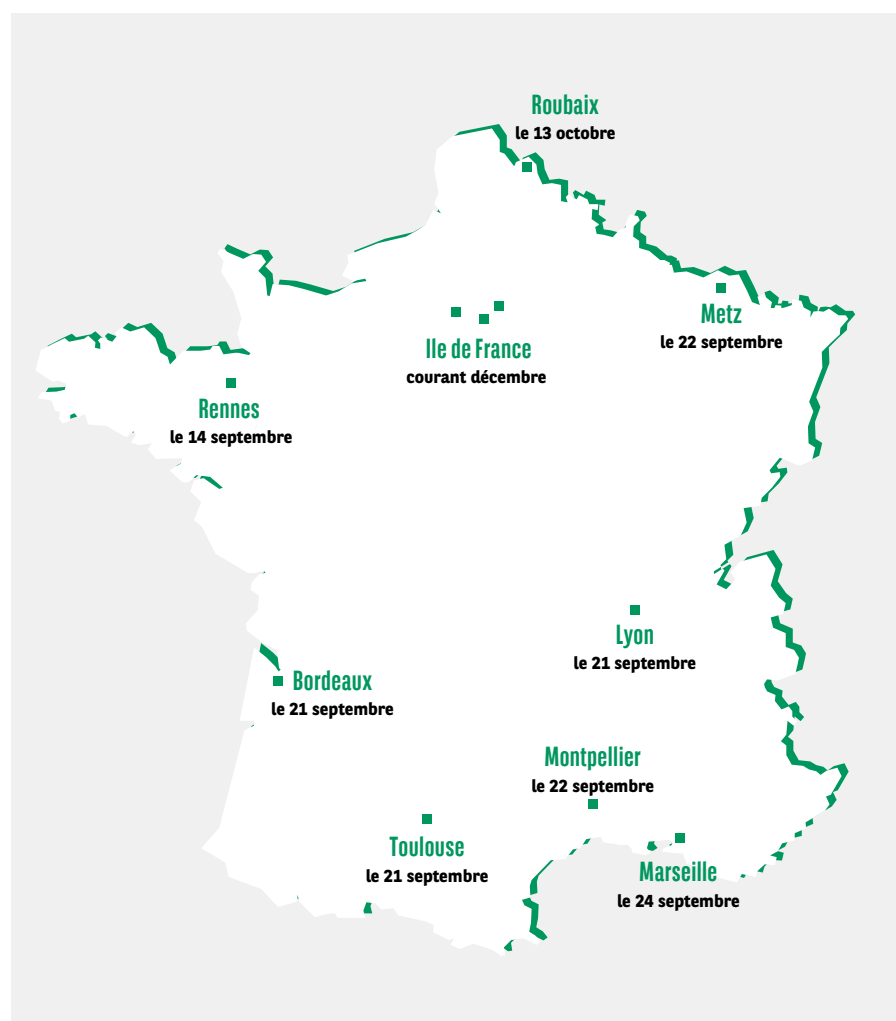 Roubaix
le 13 octobre
Metz
le 22 septembre
Ile de France
courant décembre
Rennes
le 14 septembre
Lyon
le 21 septembre
Bordeaux
le 21 septembre
Montpellier
le 22 septembre
Toulouse
le 21 septembre
Marseille
le 24 septembre